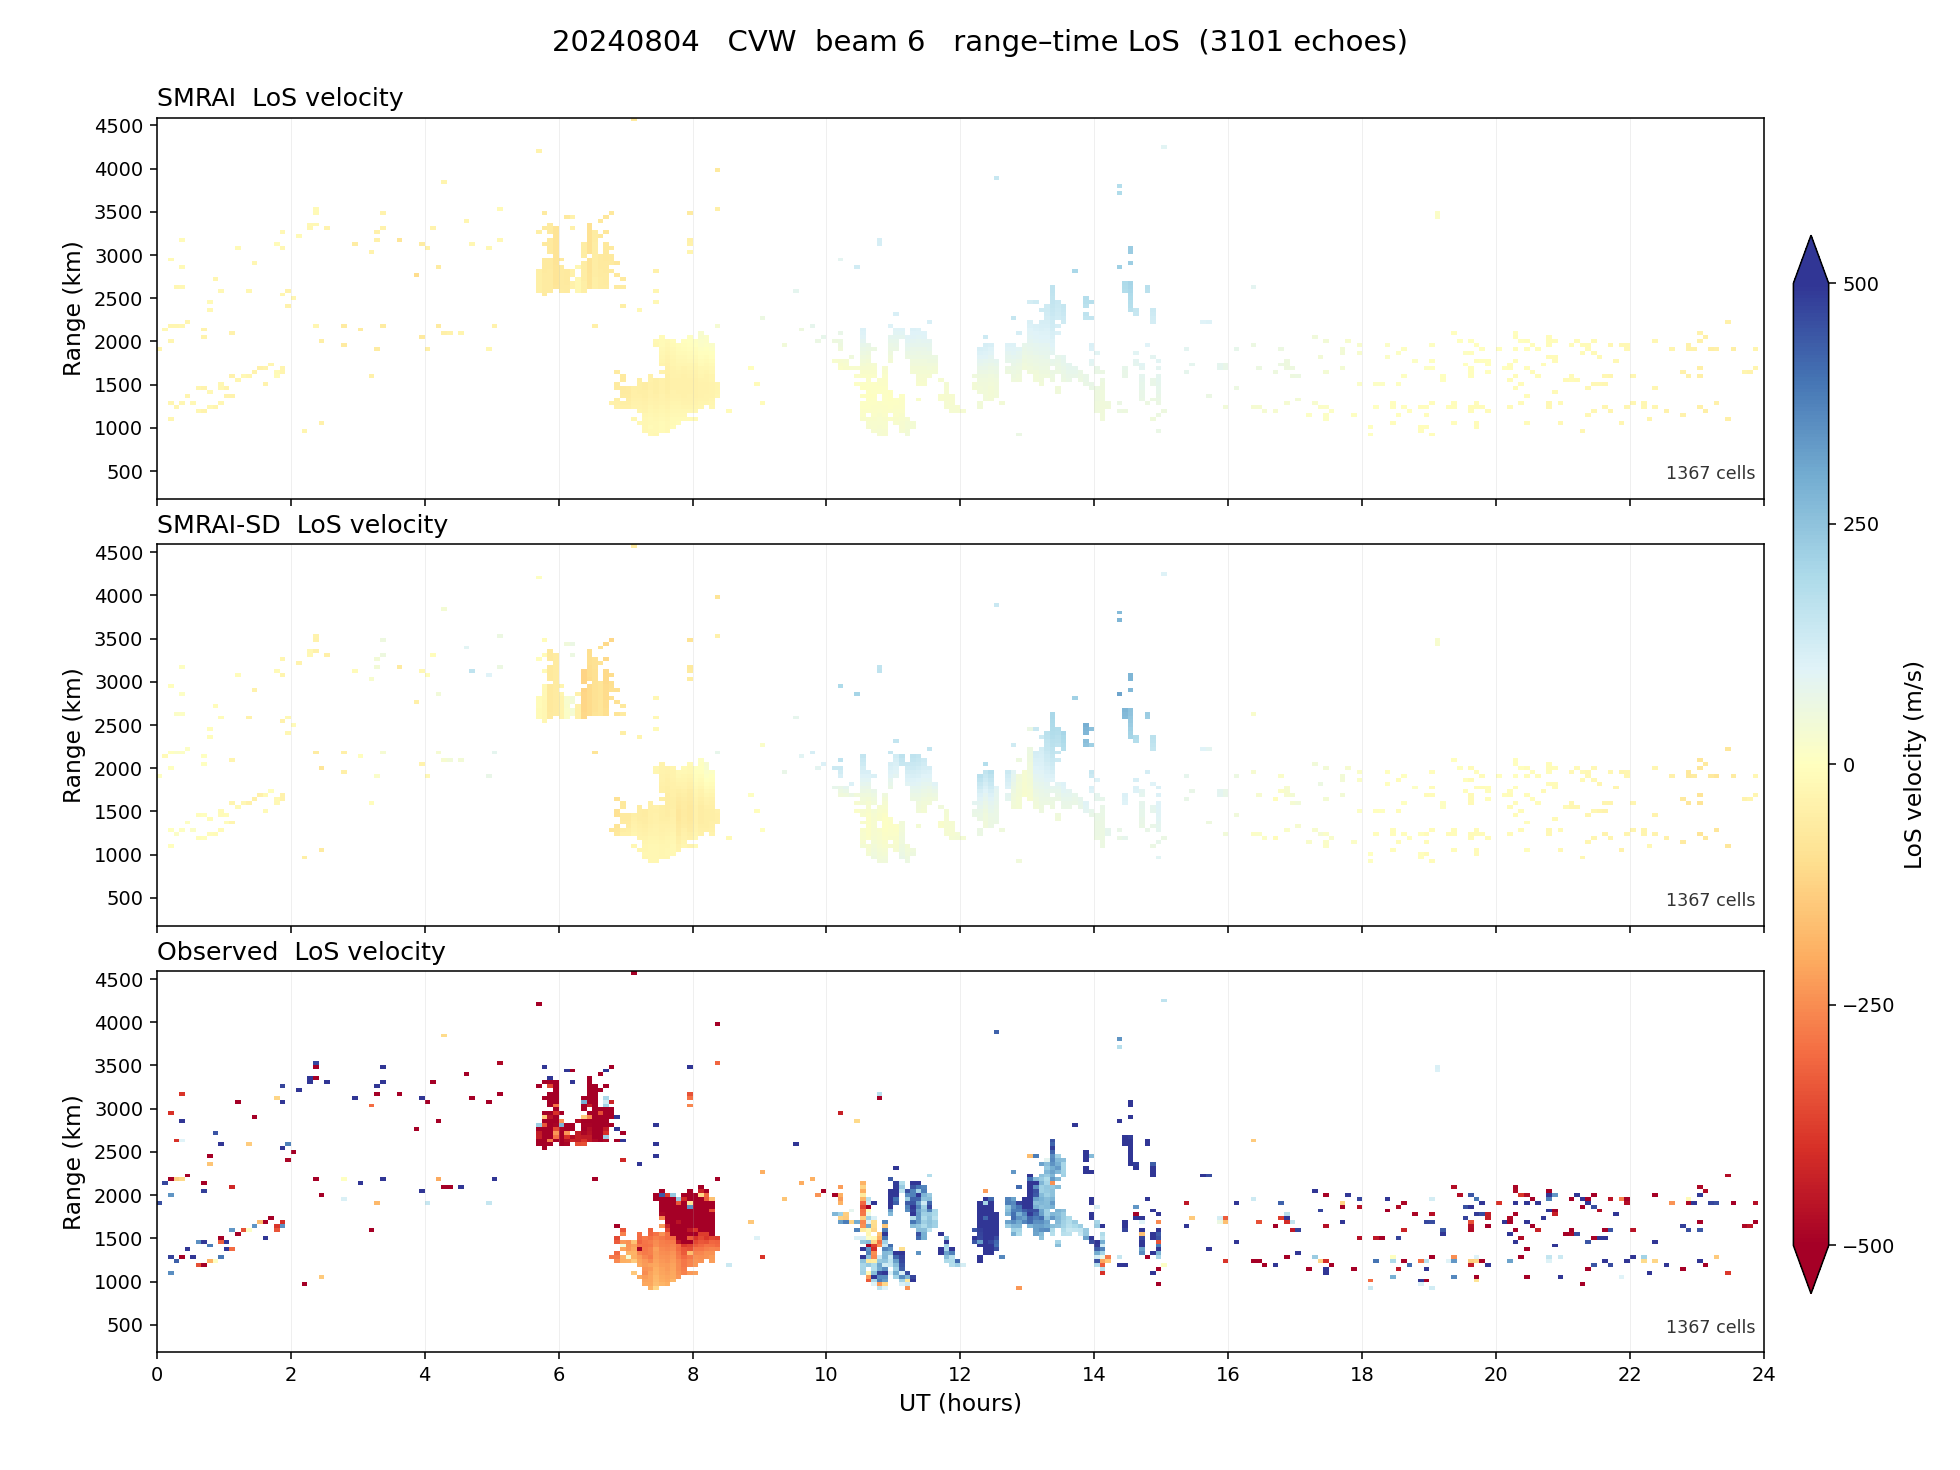 20240804   CVW  beam 6   range–time LoS  (3101 echoes)
SMRAI  LoS velocity
4500
4000
3500
3000
2500
2000
1500
1000
500
Range (km)
1367 cells
SMRAI-SD  LoS velocity
4500
4000
3500
3000
2500
2000
1500
1000
500
Range (km)
1367 cells
Observed  LoS velocity
4500
4000
3500
3000
2500
2000
1500
1000
500
Range (km)
1367 cells
0 2 4 6 8 10 12 14 16 18 20 22 24
UT (hours)
500
250
0
−250
−500
LoS velocity (m/s)